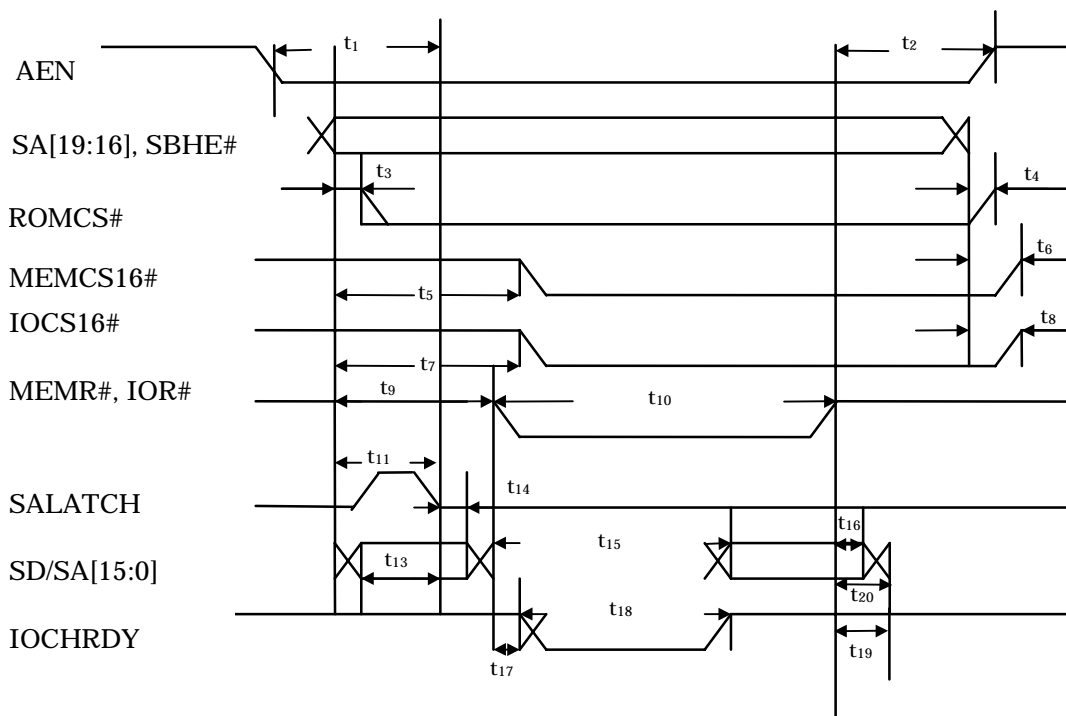 t1
t2
AEN
SA[19:16], SBHE#
t3
t4
ROMCS#
t6
MEMCS16#
t5
IOCS16#
t8
t7
MEMR#, IOR#
t9
t10
t11
SALATCH
t14
t16
SD/SA[15:0]
t13
t15
t20
t18
IOCHRDY
t17
t19